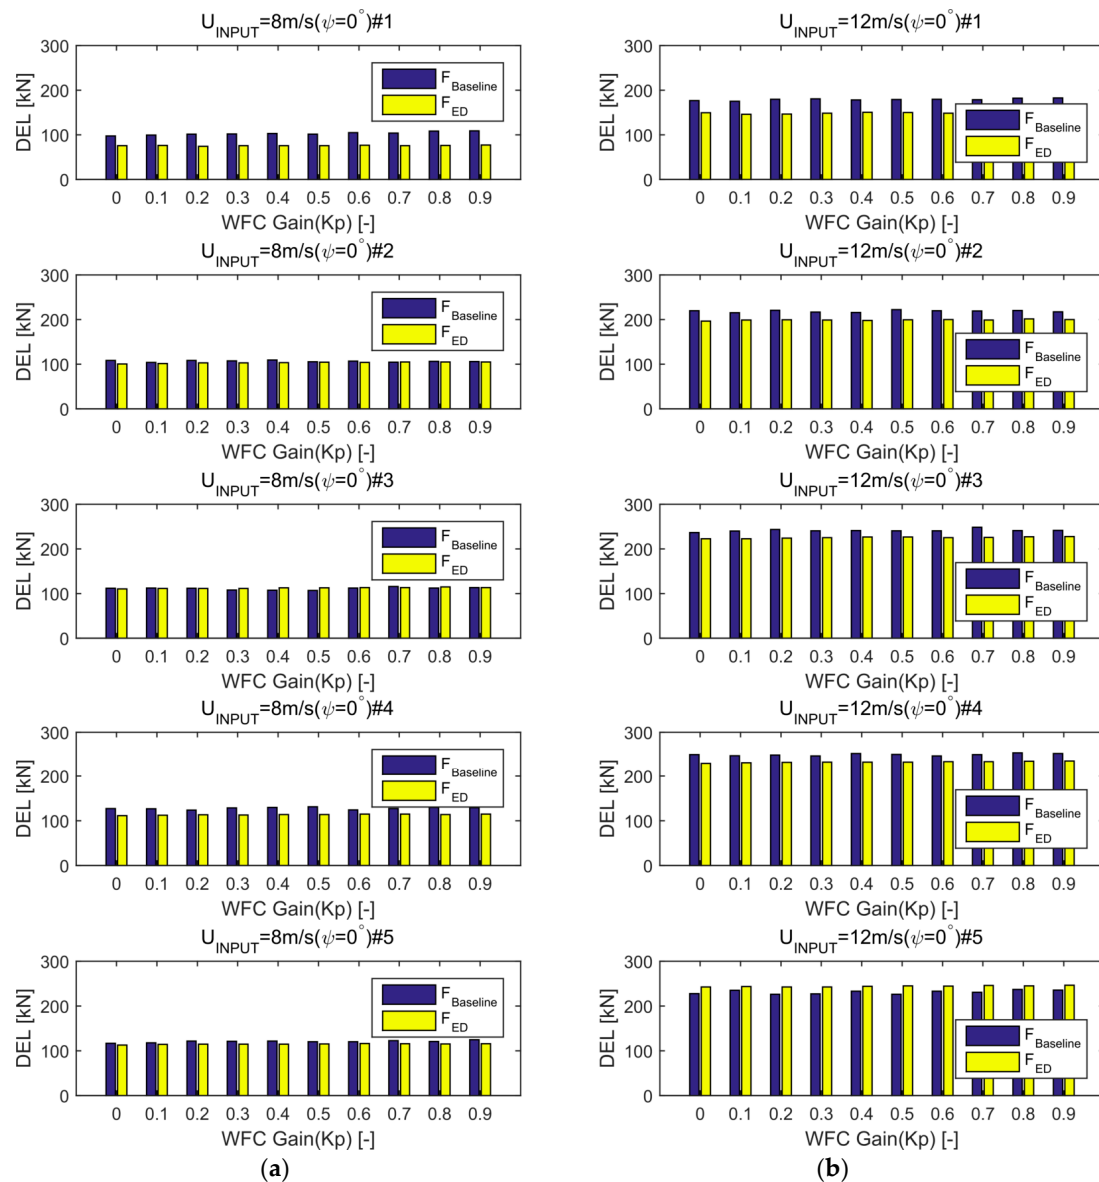 U_INPUT=8m/s(ψ=0°)#1
DEL [kN]
300
200
100
0
F_Baseline
F_ED
0 0.1 0.2 0.3 0.4 0.5 0.6 0.7 0.8 0.9
WFC Gain(Kp) [-]
U_INPUT=8m/s(ψ=0°)#2
DEL [kN]
300
200
100
0
F_Baseline
F_ED
0 0.1 0.2 0.3 0.4 0.5 0.6 0.7 0.8 0.9
WFC Gain(Kp) [-]
U_INPUT=8m/s(ψ=0°)#3
DEL [kN]
300
200
100
0
F_Baseline
F_ED
0 0.1 0.2 0.3 0.4 0.5 0.6 0.7 0.8 0.9
WFC Gain(Kp) [-]
U_INPUT=8m/s(ψ=0°)#4
DEL [kN]
300
200
100
0
F_Baseline
F_ED
0 0.1 0.2 0.3 0.4 0.5 0.6 0.7 0.8 0.9
WFC Gain(Kp) [-]
U_INPUT=8m/s(ψ=0°)#5
DEL [kN]
300
200
100
0
F_Baseline
F_ED
0 0.1 0.2 0.3 0.4 0.5 0.6 0.7 0.8 0.9
WFC Gain(Kp) [-]
(a)
U_INPUT=12m/s(ψ=0°)#1
DEL [kN]
300
200
100
0
F_Baseline
F_ED
0 0.1 0.2 0.3 0.4 0.5 0.6 0.7 0.8 0.9
WFC Gain(Kp) [-]
U_INPUT=12m/s(ψ=0°)#2
DEL [kN]
300
200
100
0
F_Baseline
F_ED
0 0.1 0.2 0.3 0.4 0.5 0.6 0.7 0.8 0.9
WFC Gain(Kp) [-]
U_INPUT=12m/s(ψ=0°)#3
DEL [kN]
300
200
100
0
F_Baseline
F_ED
0 0.1 0.2 0.3 0.4 0.5 0.6 0.7 0.8 0.9
WFC Gain(Kp) [-]
U_INPUT=12m/s(ψ=0°)#4
DEL [kN]
300
200
100
0
F_Baseline
F_ED
0 0.1 0.2 0.3 0.4 0.5 0.6 0.7 0.8 0.9
WFC Gain(Kp) [-]
U_INPUT=12m/s(ψ=0°)#5
DEL [kN]
300
200
100
0
F_Baseline
F_ED
0 0.1 0.2 0.3 0.4 0.5 0.6 0.7 0.8 0.9
WFC Gain(Kp) [-]
(b)